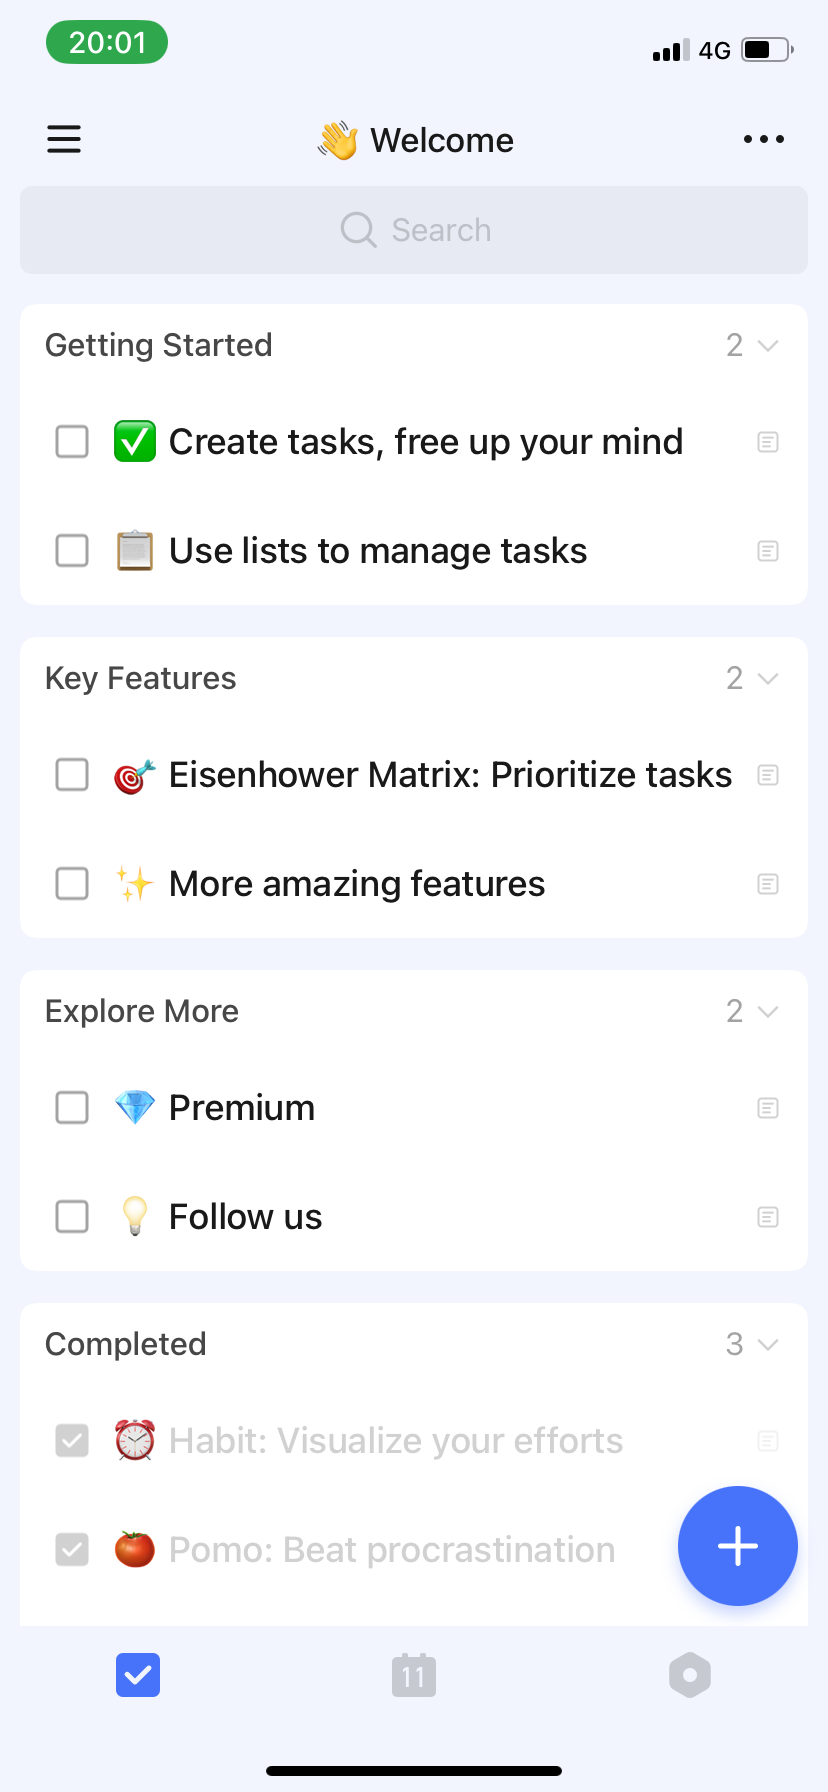 20:01
4G
👋 Welcome
Search
Getting Started 2
✅ Create tasks, free up your mind
📋 Use lists to manage tasks
Key Features 2
🎯 Eisenhower Matrix: Prioritize tasks
✨ More amazing features
Explore More 2
💎 Premium
💡 Follow us
Completed 3
⏰ Habit: Visualize your efforts
🍅 Pomo: Beat procrastination
11